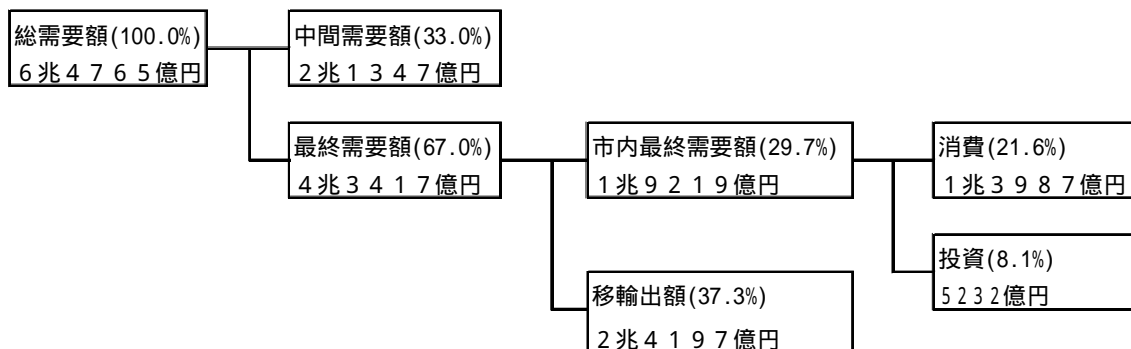 総需要額(100.0%)
6兆4765億円
中間需要額(33.0%)
2兆1347億円
最終需要額(67.0%)
4兆3417億円
市内最終需要額(29.7%)
1兆9219億円
消費(21.6%)
1兆3987億円
投資(8.1%)
5232億円
移輸出額(37.3%)
2兆4197億円